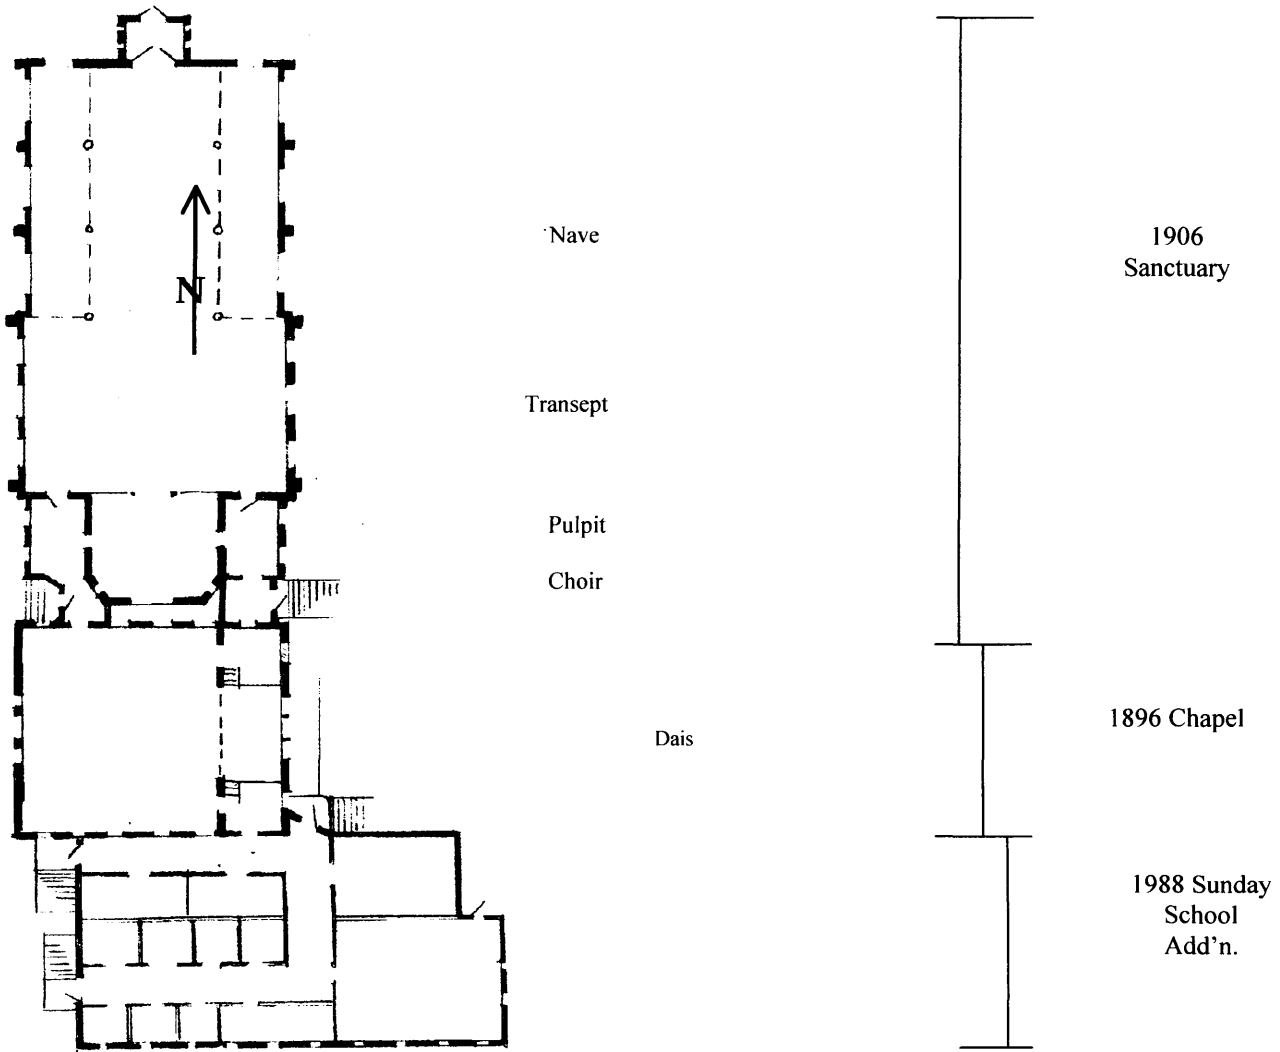 Nave
1906
Sanctuary
N
Transept
Pulpit
Choir
1896 Chapel
Dais
1988 Sunday
School
Add'n.